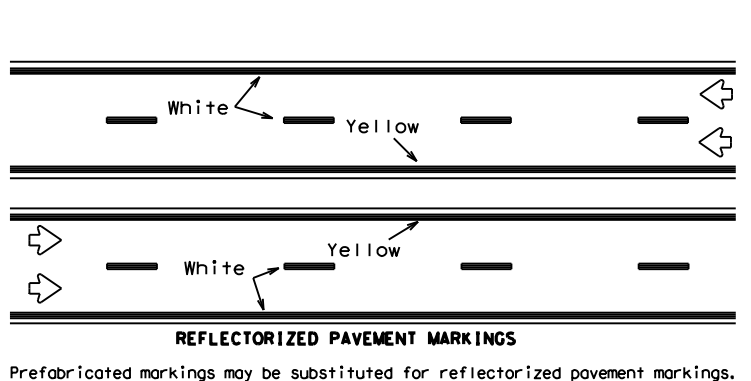 White
Yellow
Yellow
White
REFLECTORIZED PAVEMENT MARKINGS
Prefabricated markings may be substituted for reflectorized pavement markings.